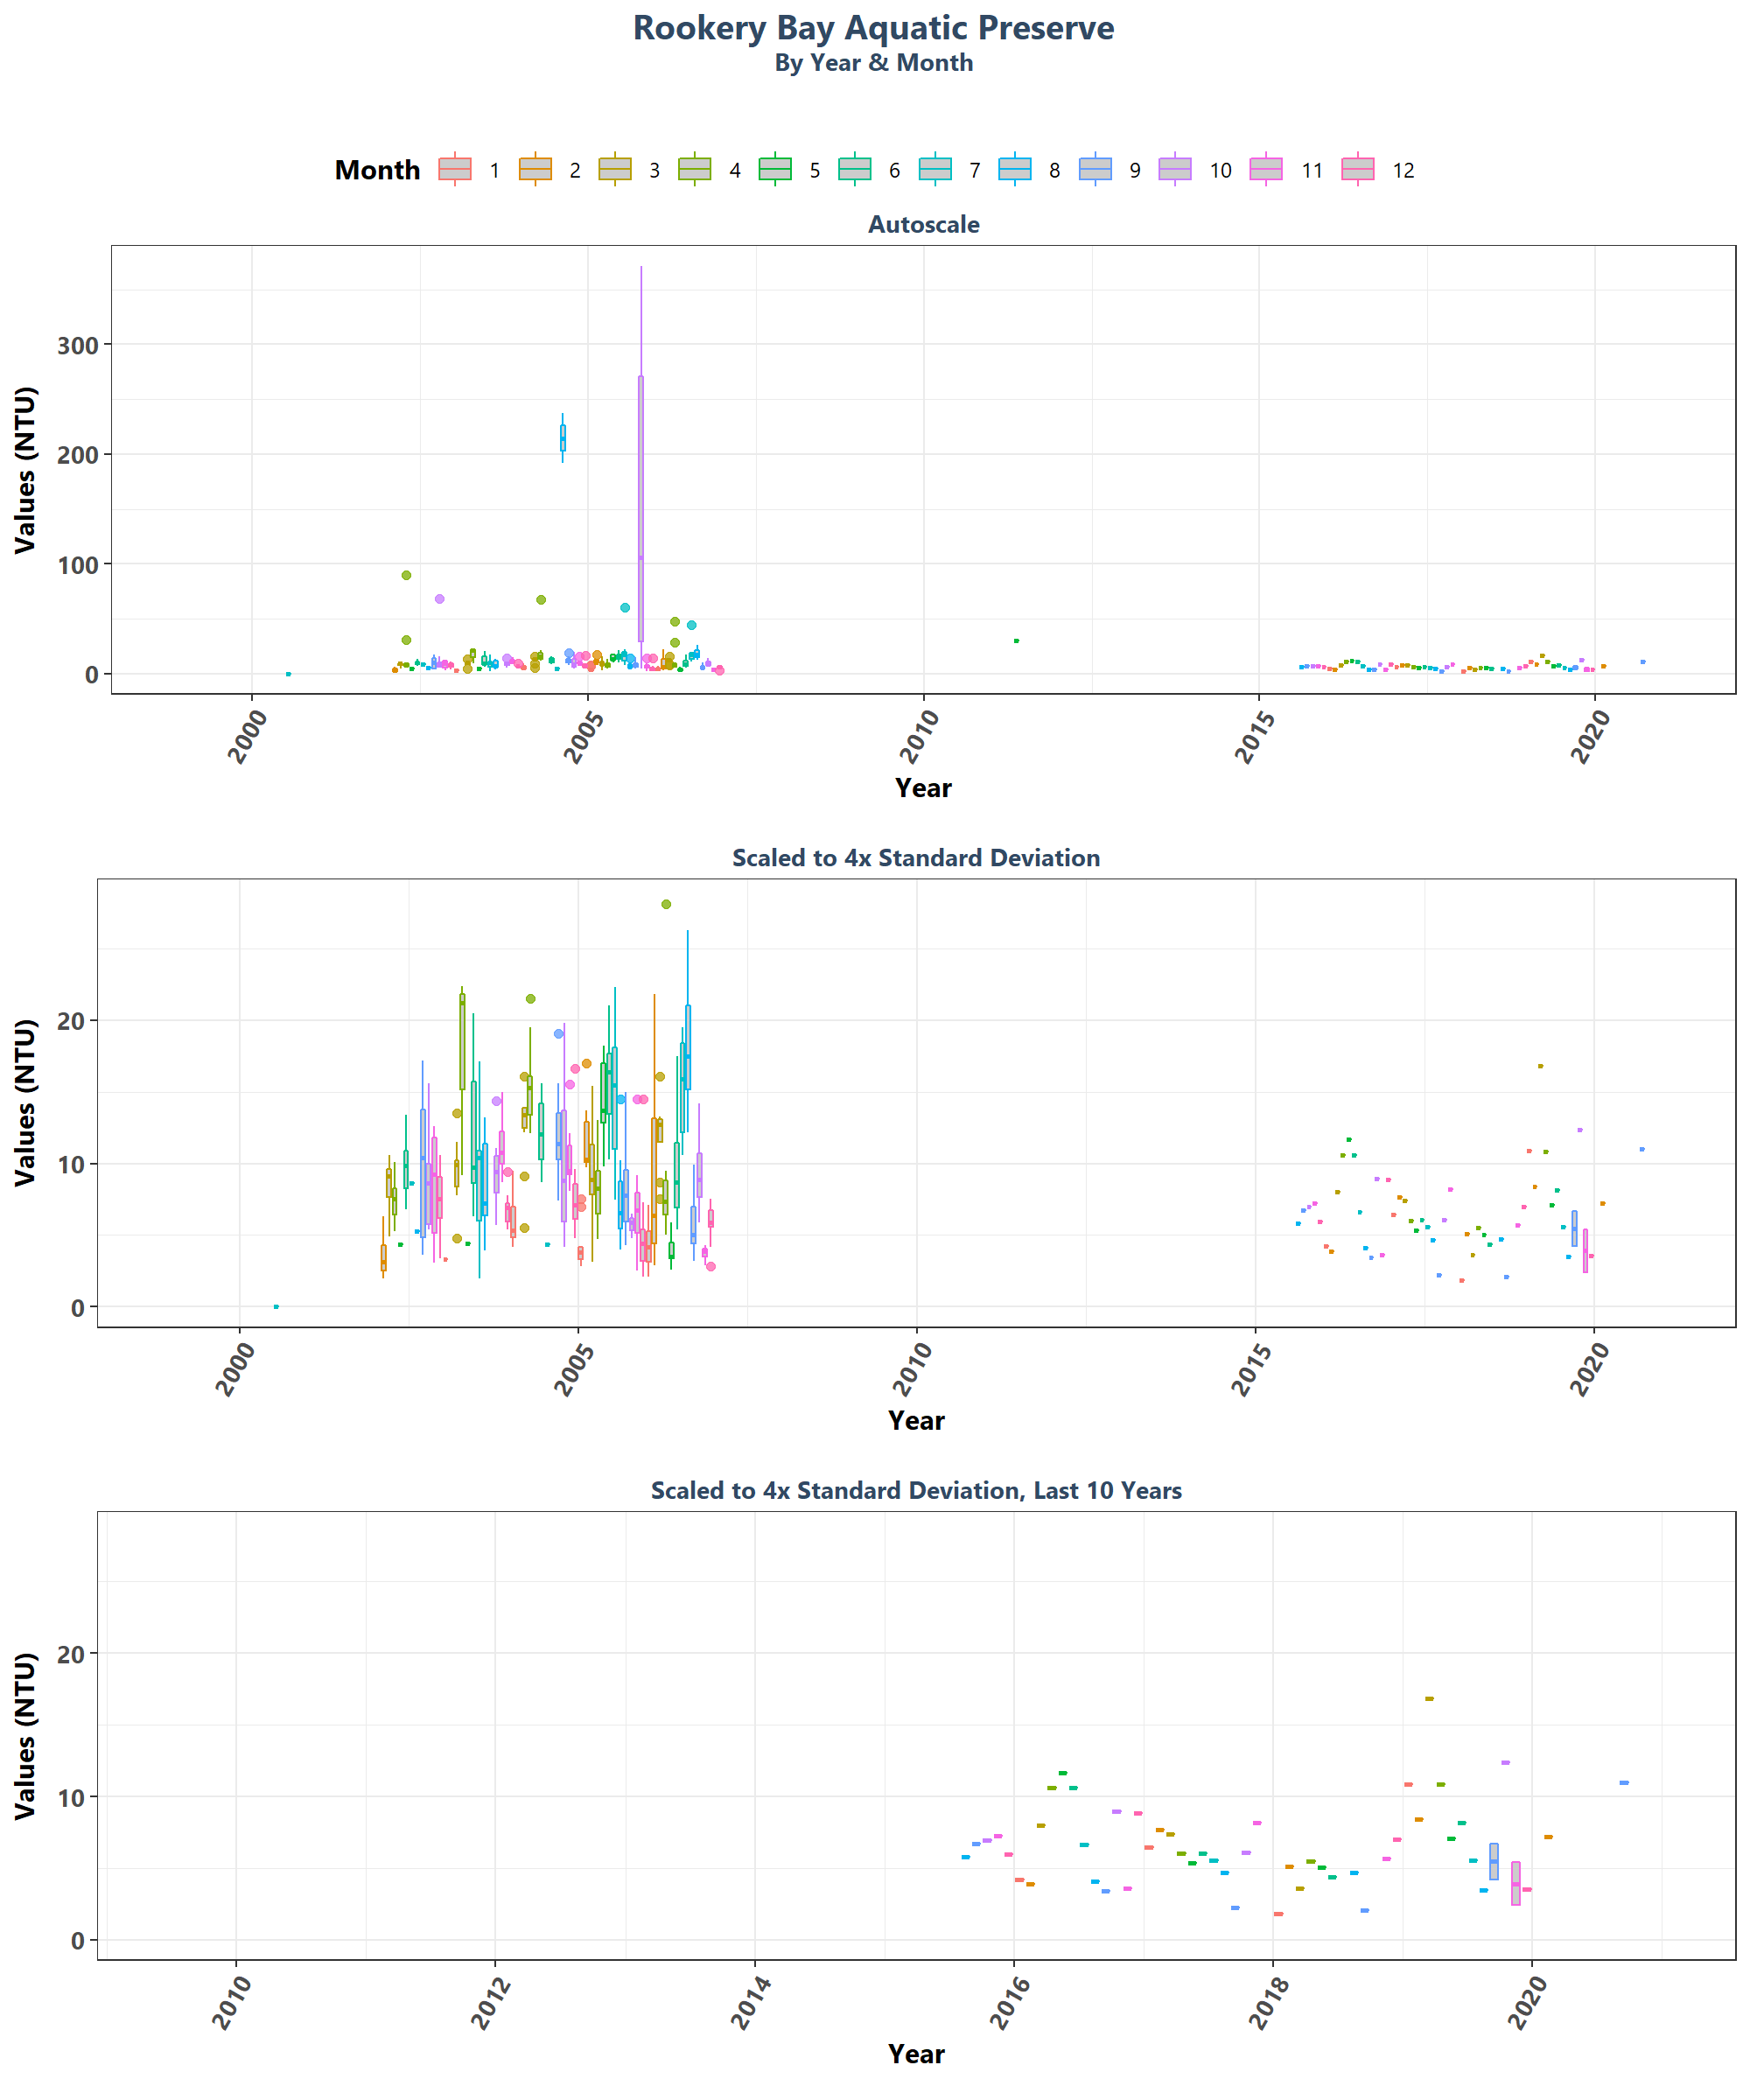 Rookery Bay Aquatic Preserve
By Year & Month
Month 1 2 3 4 5 6 7 8 9 10 11 12
Autoscale
Values (NTU)
300
200
100
0
2000 2005 2010 2015 2020
Year
Scaled to 4x Standard Deviation
Values (NTU)
20
10
0
2000 2005 2010 2015 2020
Year
Scaled to 4x Standard Deviation, Last 10 Years
Values (NTU)
20
10
0
2010 2012 2014 2016 2018 2020
Year